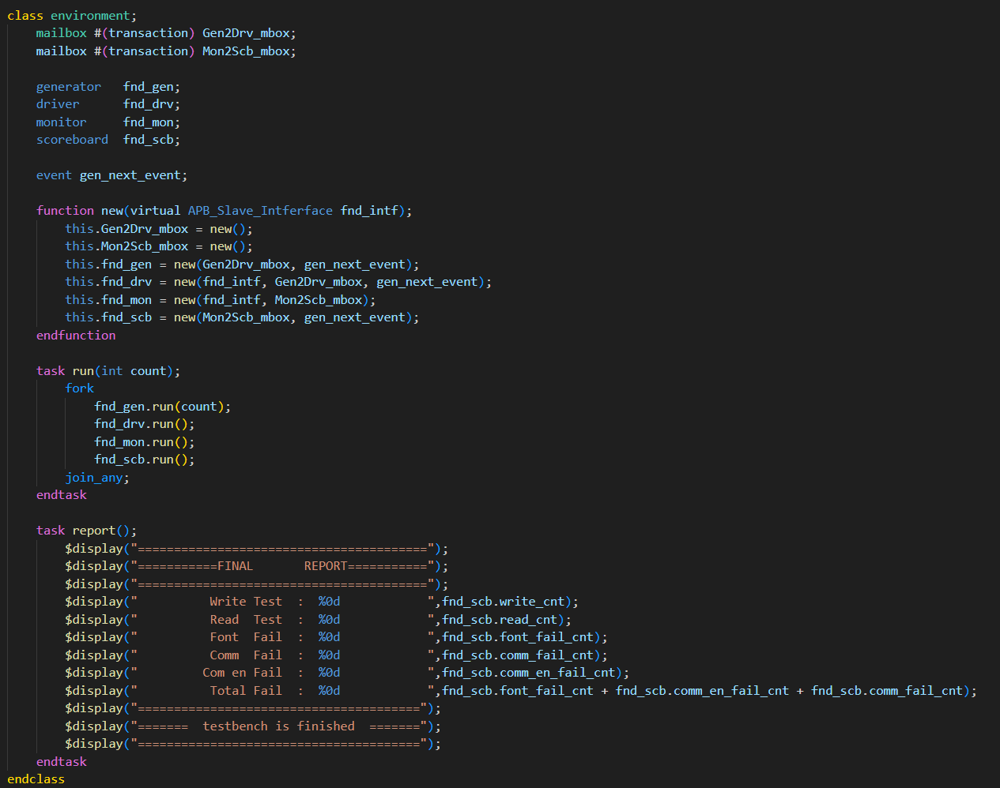 class environment;
    mailbox #(transaction) Gen2Drv_mbox;
    mailbox #(transaction) Mon2Scb_mbox;

    generator   fnd_gen;
    driver      fnd_drv;
    monitor     fnd_mon;
    scoreboard  fnd_scb;

    event gen_next_event;

    function new(virtual APB_Slave_Intferface fnd_intf);
        this.Gen2Drv_mbox = new();
        this.Mon2Scb_mbox = new();
        this.fnd_gen = new(Gen2Drv_mbox, gen_next_event);
        this.fnd_drv = new(fnd_intf, Gen2Drv_mbox, gen_next_event);
        this.fnd_mon = new(fnd_intf, Mon2Scb_mbox);
        this.fnd_scb = new(Mon2Scb_mbox, gen_next_event);
    endfunction

    task run(int count);
        fork
            fnd_gen.run(count);
            fnd_drv.run();
            fnd_mon.run();
            fnd_scb.run();
        join_any;
    endtask

    task report();
        $display("========================================");
        $display("===========FINAL       REPORT===========");
        $display("========================================");
        $display("          Write Test  :  %0d            ",fnd_scb.write_cnt);
        $display("          Read  Test  :  %0d            ",fnd_scb.read_cnt);
        $display("          Font  Fail  :  %0d            ",fnd_scb.font_fail_cnt);
        $display("          Comm  Fail  :  %0d            ",fnd_scb.comm_fail_cnt);
        $display("         Com en Fail  :  %0d            ",fnd_scb.comm_en_fail_cnt);
        $display("          Total Fail  :  %0d            ",fnd_scb.font_fail_cnt + fnd_scb.comm_en_fail_cnt + fnd_scb.comm_fail_cnt);
        $display("=======================================");
        $display("=======  testbench is finished  =======");
        $display("=======================================");
    endtask
endclass